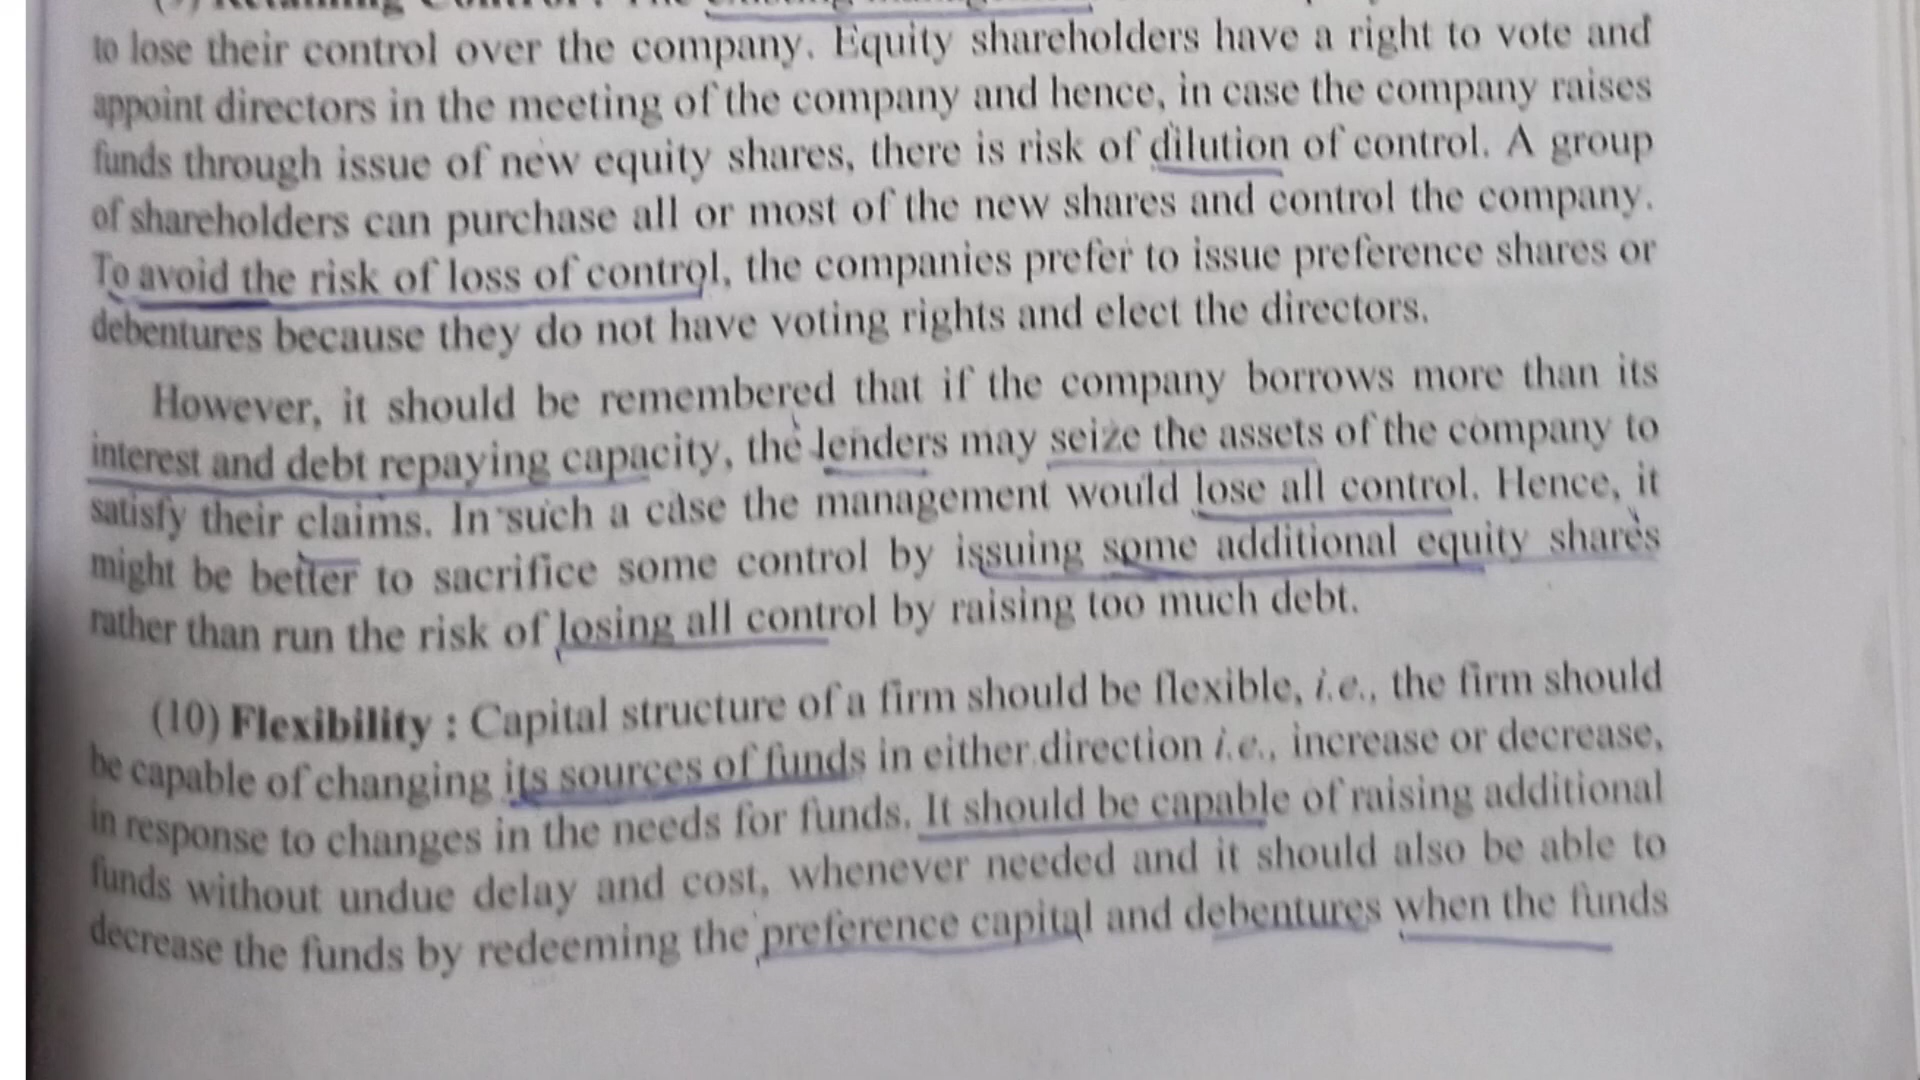 Retaining Control : The existing management
to lose their control over the company. Equity shareholders have a right to vote and
appoint directors in the meeting of the company and hence, in case the company raises
funds through issue of new equity shares, there is risk of dilution of control. A group
of shareholders can purchase all or most of the new shares and control the company.
To avoid the risk of loss of control, the companies prefer to issue preference shares or
debentures because they do not have voting rights and elect the directors.
However, it should be remembered that if the company borrows more than its
interest and debt repaying capacity, the lenders may seize the assets of the company to
satisfy their claims. In such a case the management would lose all control. Hence, it
might be better to sacrifice some control by issuing some additional equity shares
rather than run the risk of losing all control by raising too much debt.
(10) Flexibility : Capital structure of a firm should be flexible, i.e., the firm should
be capable of changing its sources of funds in either direction i.e., increase or decrease,
in response to changes in the needs for funds. It should be capable of raising additional
funds without undue delay and cost, whenever needed and it should also be able to
decrease the funds by redeeming the preference capital and debentures when the funds